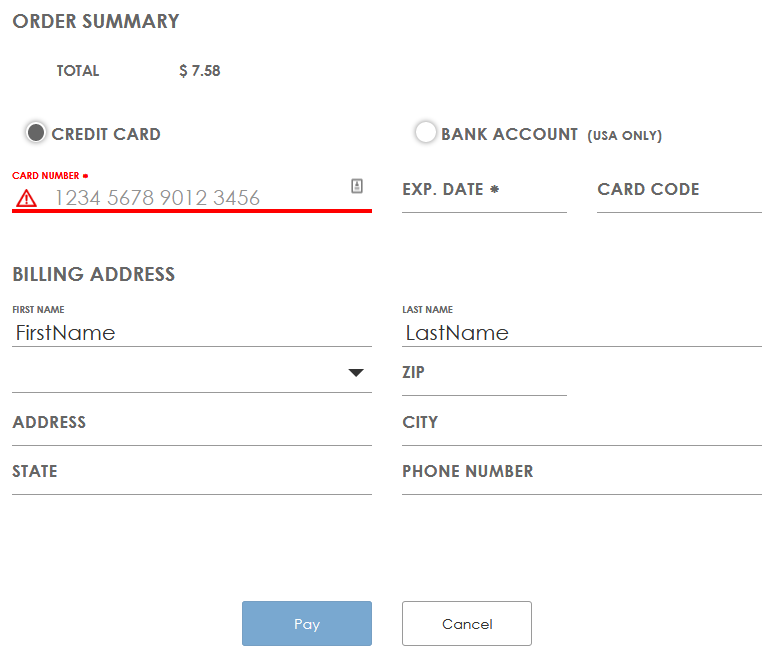 ORDER SUMMARY
TOTAL $ 7.58
CREDIT CARD BANK ACCOUNT (USA ONLY)
CARD NUMBER *
1234 5678 9012 3456
EXP. DATE * CARD CODE
BILLING ADDRESS
FIRST NAME LAST NAME
FirstName LastName
ZIP
ADDRESS CITY
STATE PHONE NUMBER
Pay Cancel